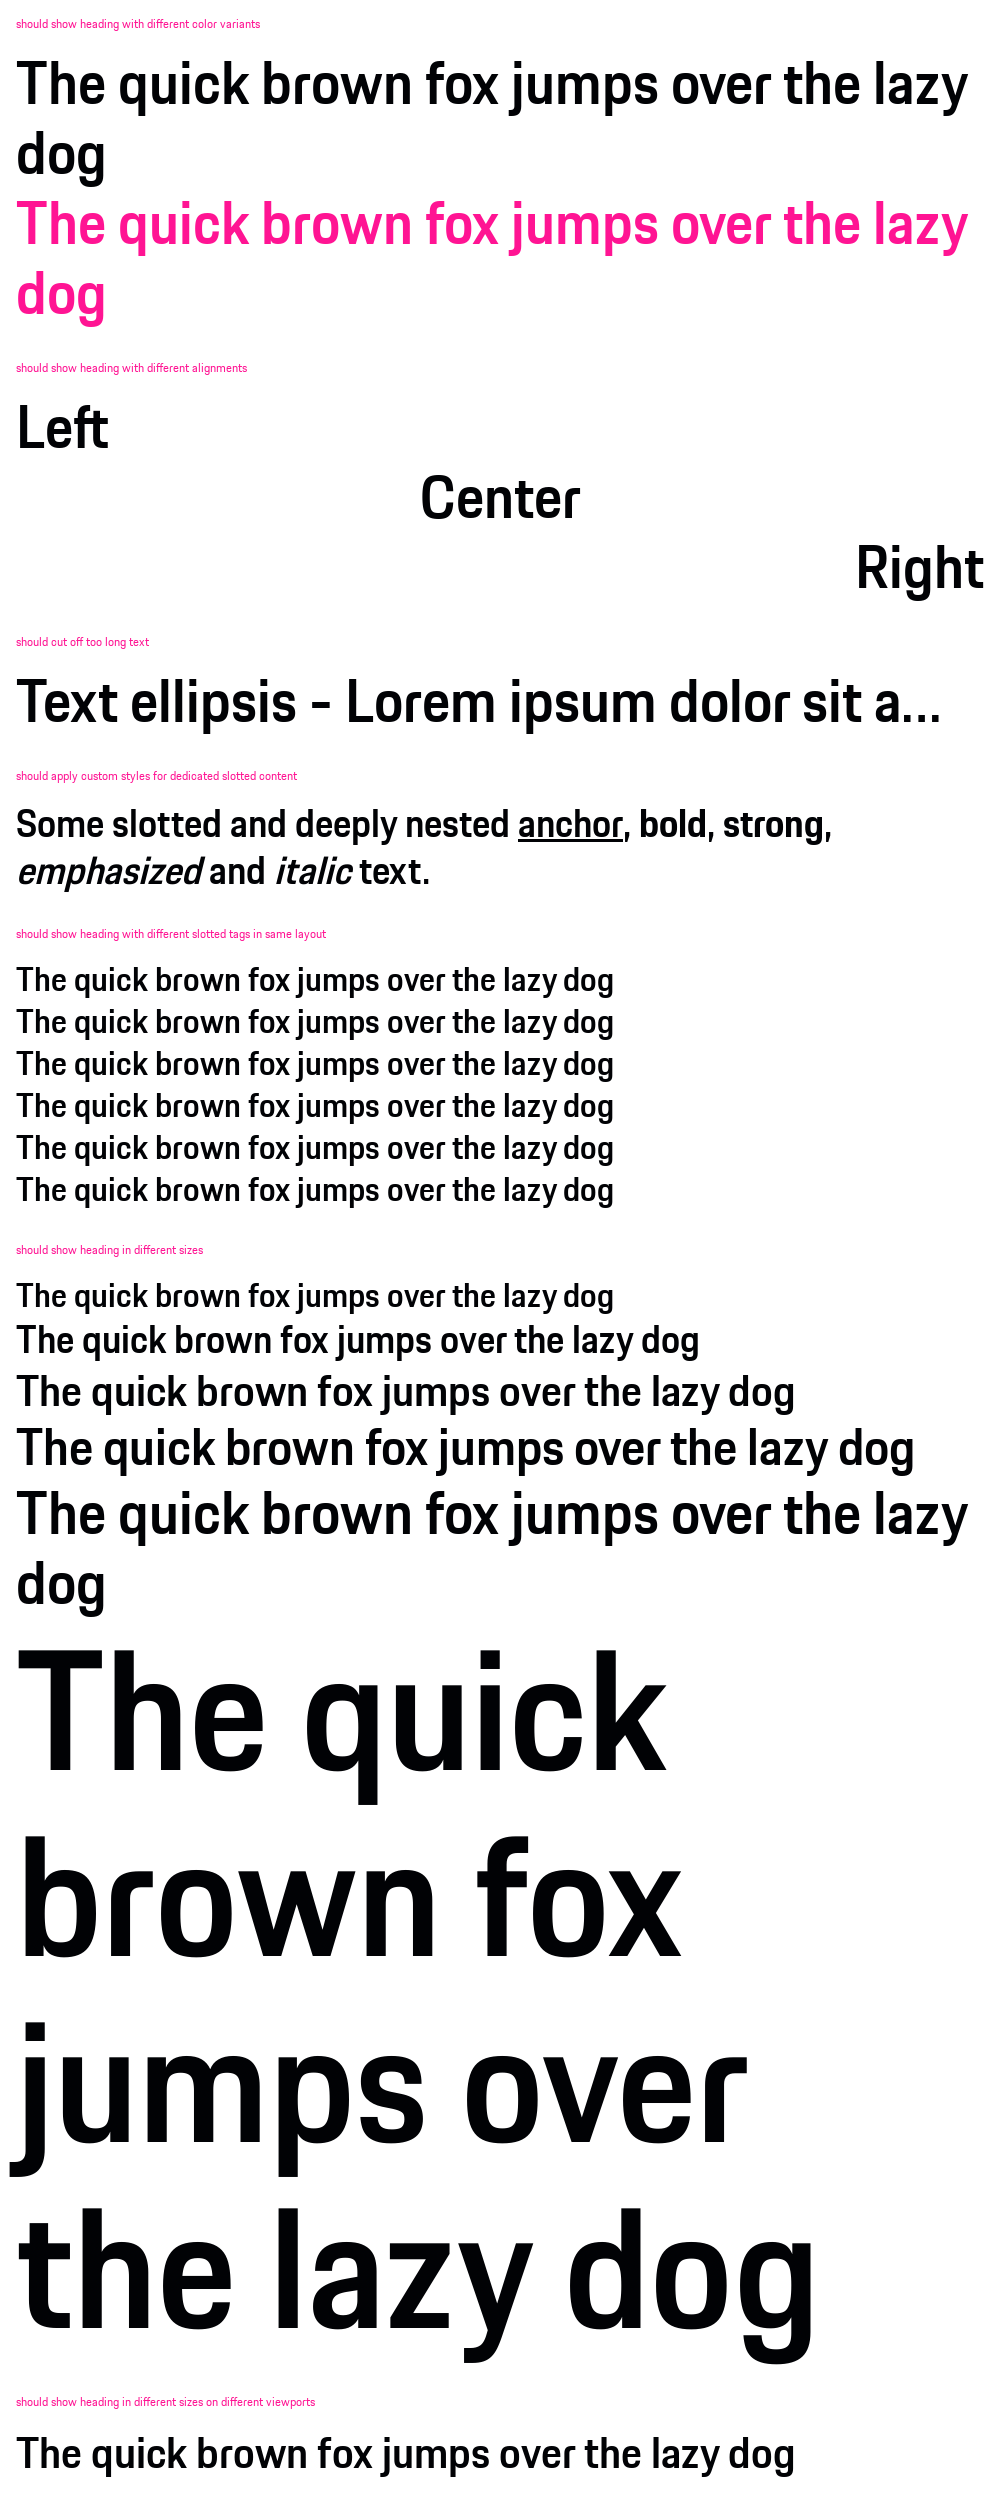 should show heading with different color variants
The quick brown fox jumps over the lazy
dog
The quick brown fox jumps over the lazy
dog
should show heading with different alignments
Left
Center
Right
should cut off too long text
Text ellipsis - Lorem ipsum dolor sit a...
should apply custom styles for dedicated slotted content
Some slotted and deeply nested anchor, bold, strong,
emphasized and italic text.
should show heading with different slotted tags in same layout
The quick brown fox jumps over the lazy dog
The quick brown fox jumps over the lazy dog
The quick brown fox jumps over the lazy dog
The quick brown fox jumps over the lazy dog
The quick brown fox jumps over the lazy dog
The quick brown fox jumps over the lazy dog
should show heading in different sizes
The quick brown fox jumps over the lazy dog
The quick brown fox jumps over the lazy dog
The quick brown fox jumps over the lazy dog
The quick brown fox jumps over the lazy dog
The quick brown fox jumps over the lazy
dog
The quick
brown fox
jumps over
the lazy dog
should show heading in different sizes on different viewports
The quick brown fox jumps over the lazy dog